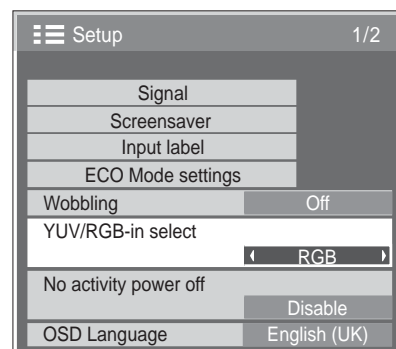 Setup 1/2
Signal
Screensaver
Input label
ECO Mode settings
Wobbling Off
YUV/RGB-in select
RGB
No activity power off
Disable
OSD Language English (UK)